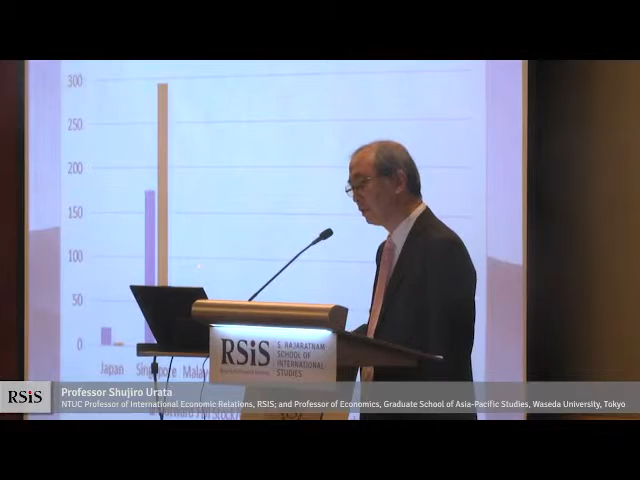 300
250
200
150
100
50
0
Japan
RSiS
S. RAJARATNAM
SCHOOL OF
INTERNATIONAL
STUDIES
RSiS
Professor Shujiro Urata
NTUC Professor of International Economic Relations, RSIS; and Professor of Economics, Graduate School of Asia-Pacific Studies, Waseda University, Tokyo